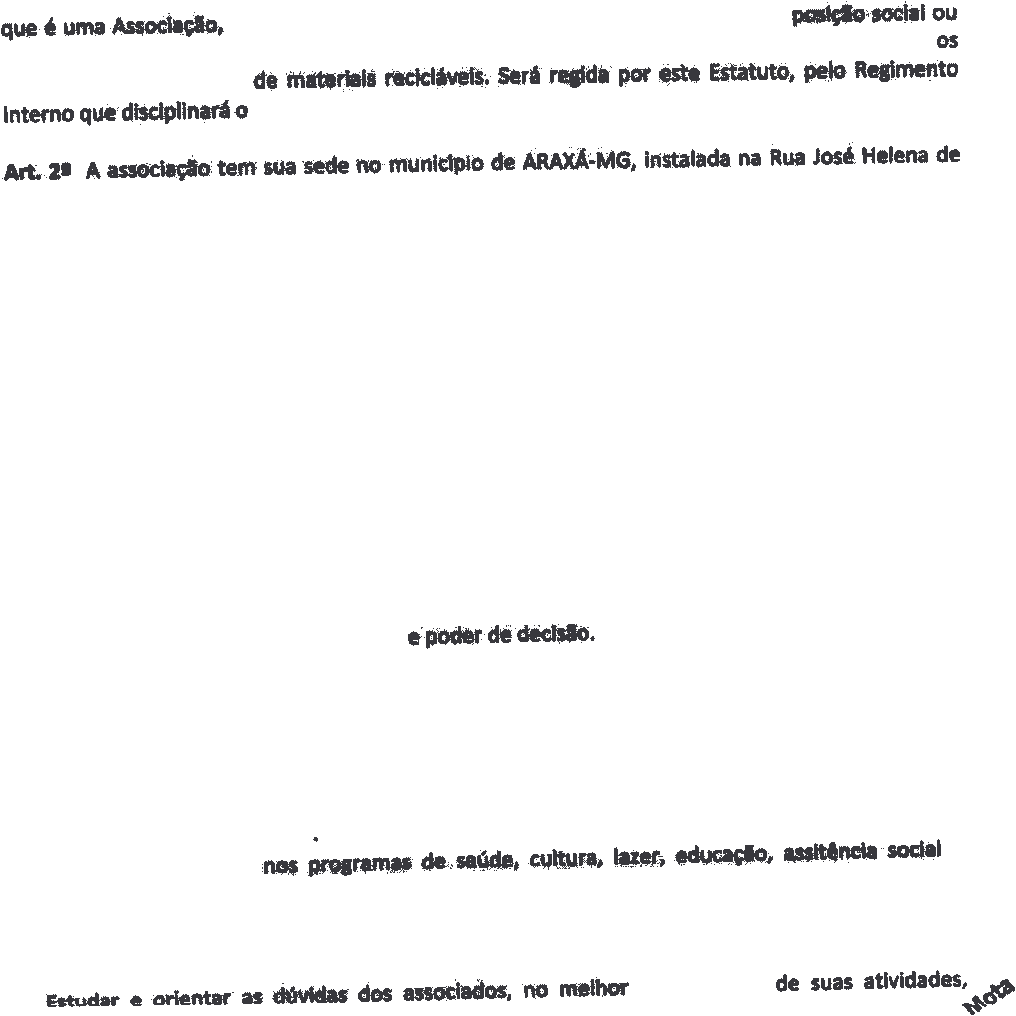 que é uma Associação, posição social ou
os
de materiais recicláveis. Será regida por este Estatuto, pelo Regimento
Interno que disciplinará o
Art. 2º A associação tem sua sede no município de ARAXÁ-MG, instalada na Rua José Helena de
e poder de decisão.
nos programas de saúde, cultura, lazer, educação, assitência social
Estudar e orientar as dúvidas dos associados, no melhor de suas atividades,
Mota